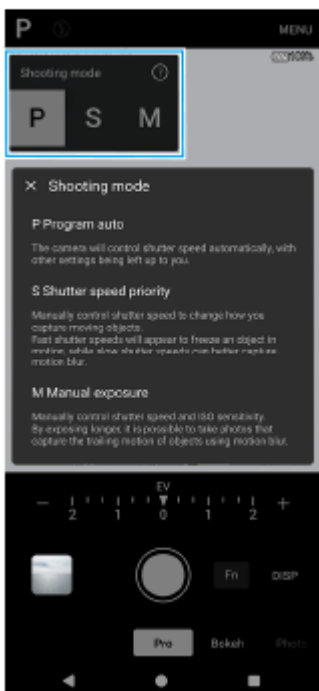 P MENU
100%
Shooting mode ?
P S M
× Shooting mode
P Program auto
The camera will control shutter speed automatically, with
other settings being left up to you.
S Shutter speed priority
Manually control shutter speed to change how you
capture moving objects.
Fast shutter speeds will appear to freeze an object in
motion, while slow shutter speeds can better capture
motion blur.
M Manual exposure
Manually control shutter speed and ISO sensitivity.
By exposing longer, it is possible to take photos that
capture the trailing motion of objects using motion blur.
EV
− 2 1 0 1 2 +
Fn DISP
Pro Bokeh Photo